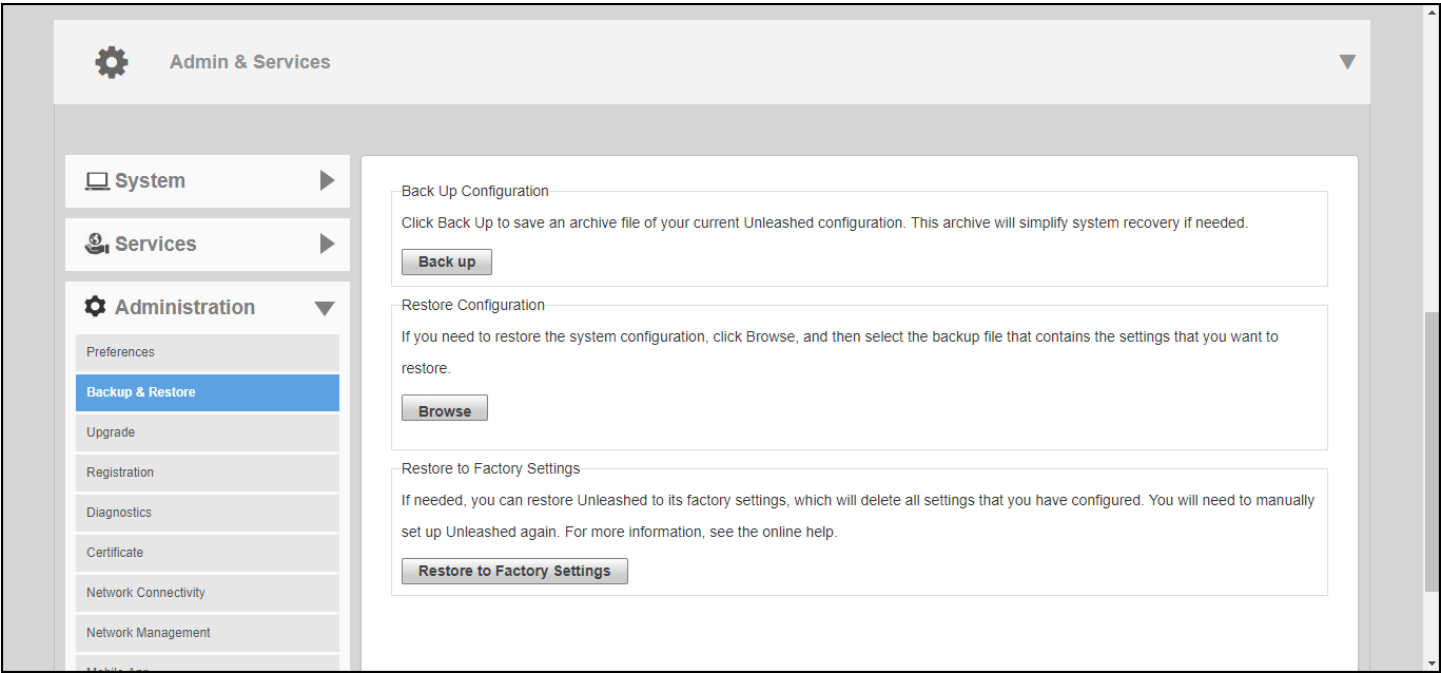 Admin & Services
System
Services
Administration
Preferences
Backup & Restore
Upgrade
Registration
Diagnostics
Certificate
Network Connectivity
Network Management
Back Up Configuration
Click Back Up to save an archive file of your current Unleashed configuration. This archive will simplify system recovery if needed.
Back up
Restore Configuration
If you need to restore the system configuration, click Browse, and then select the backup file that contains the settings that you want to
restore.
Browse
Restore to Factory Settings
If needed, you can restore Unleashed to its factory settings, which will delete all settings that you have configured. You will need to manually
set up Unleashed again. For more information, see the online help.
Restore to Factory Settings